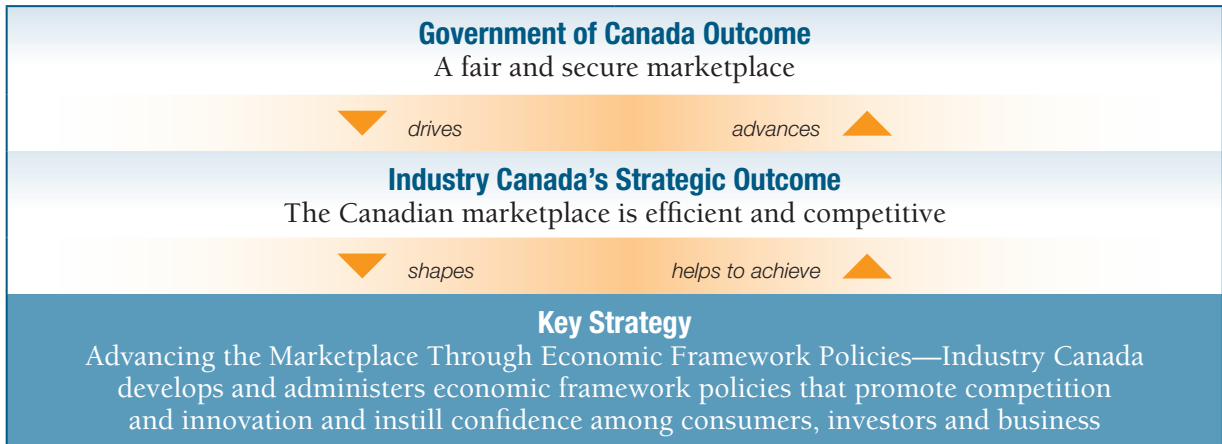 Government of Canada Outcome
A fair and secure marketplace
drives advances
Industry Canada’s Strategic Outcome
The Canadian marketplace is efficient and competitive
shapes helps to achieve
Key Strategy
Advancing the Marketplace Through Economic Framework Policies—Industry Canada
develops and administers economic framework policies that promote competition
and innovation and instill confidence among consumers, investors and business